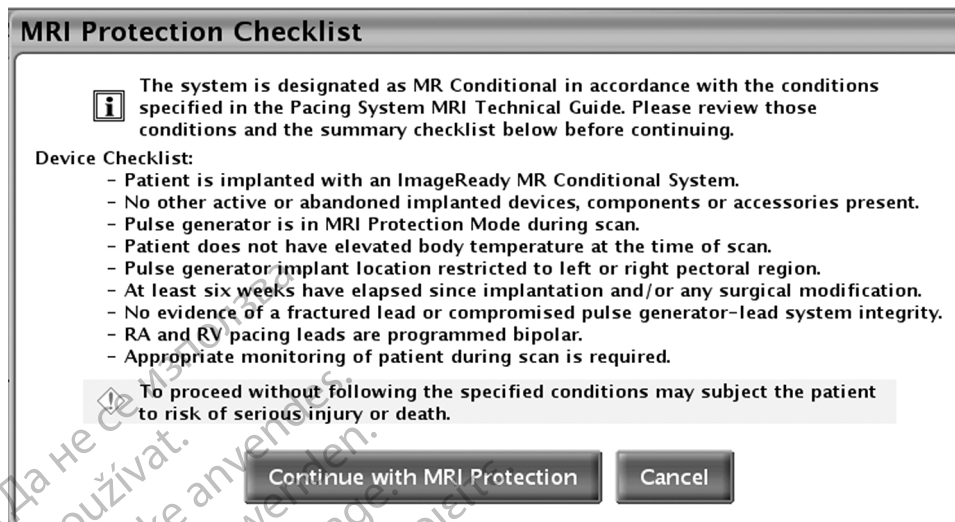 MRI Protection Checklist
The system is designated as MR Conditional in accordance with the conditions
specified in the Pacing System MRI Technical Guide. Please review those
conditions and the summary checklist below before continuing.
Device Checklist:
– Patient is implanted with an ImageReady MR Conditional System.
– No other active or abandoned implanted devices, components or accessories present.
– Pulse generator is in MRI Protection Mode during scan.
– Patient does not have elevated body temperature at the time of scan.
– Pulse generator implant location restricted to left or right pectoral region.
– At least six weeks have elapsed since implantation and/or any surgical modification.
– No evidence of a fractured lead or compromised pulse generator–lead system integrity.
– RA and RV pacing leads are programmed bipolar.
– Appropriate monitoring of patient during scan is required.
To proceed without following the specified conditions may subject the patient
to risk of serious injury or death.
Continue with MRI Protection
Cancel
Да не се използва
anvendes.